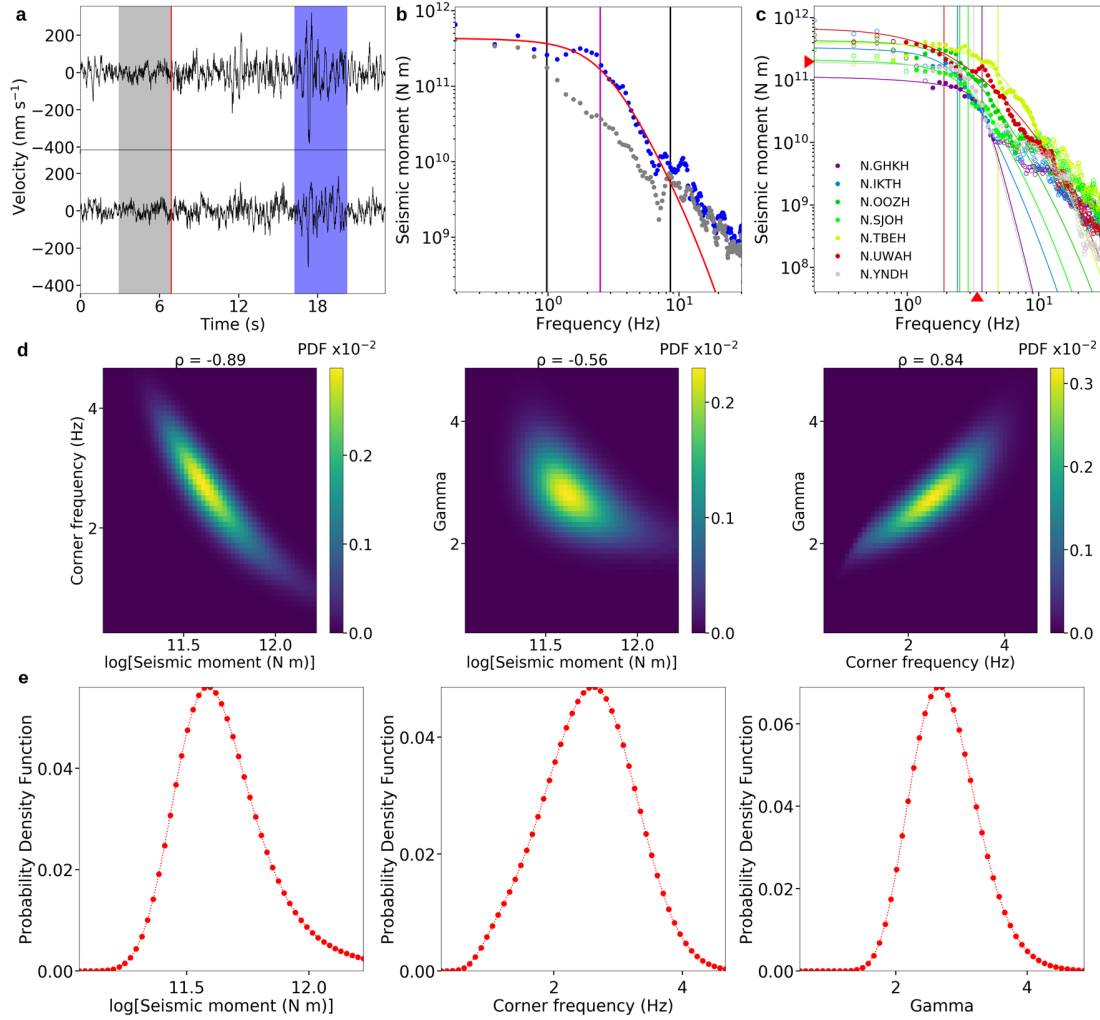 a
Velocity (nm s⁻¹)
200
0
−200
−400
200
0
−200
−400
0
6
12
18
Time (s)
b
Seismic moment (N m)
10¹²
10¹¹
10¹⁰
10⁹
10⁰
10¹
Frequency (Hz)
c
Seismic moment (N m)
10¹²
10¹¹
10¹⁰
10⁹
10⁸
N.GHKH
N.IKTH
N.OOZH
N.SJOH
N.TBEH
N.UWAH
N.YNDH
10⁰
10¹
Frequency (Hz)
d
ρ = -0.89
PDF x10⁻²
Corner frequency (Hz)
4
2
11.5
12.0
log[Seismic moment (N m)]
0.2
0.1
0.0
ρ = -0.56
PDF x10⁻²
Gamma
4
2
11.5
12.0
log[Seismic moment (N m)]
0.2
0.1
0.0
ρ = 0.84
PDF x10⁻²
Gamma
4
2
2
4
Corner frequency (Hz)
0.3
0.2
0.1
0.0
e
Probability Density Function
0.04
0.02
0.00
11.5
12.0
log[Seismic moment (N m)]
Probability Density Function
0.04
0.02
0.00
2
4
Corner frequency (Hz)
Probability Density Function
0.06
0.04
0.02
0.00
2
4
Gamma